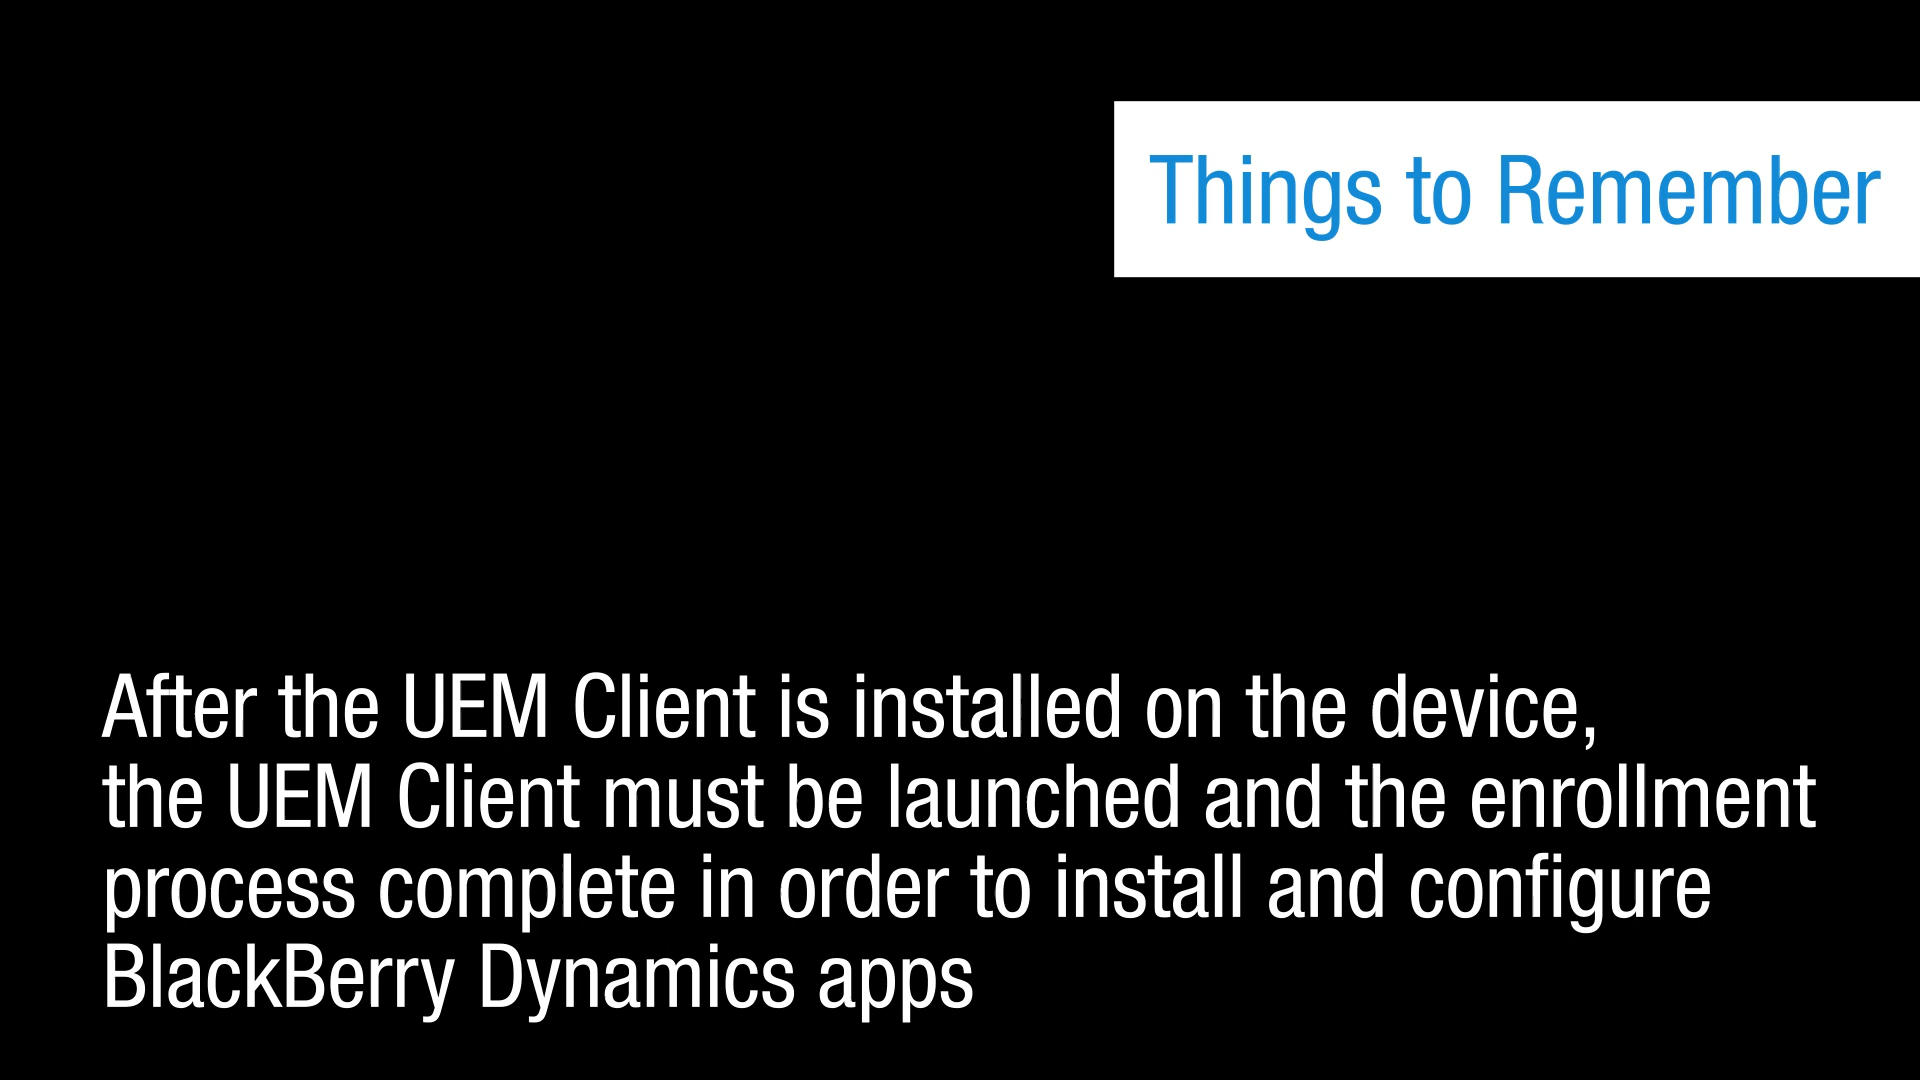 Things to Remember
After the UEM Client is installed on the device,
the UEM Client must be launched and the enrollment
process complete in order to install and configure
BlackBerry Dynamics apps